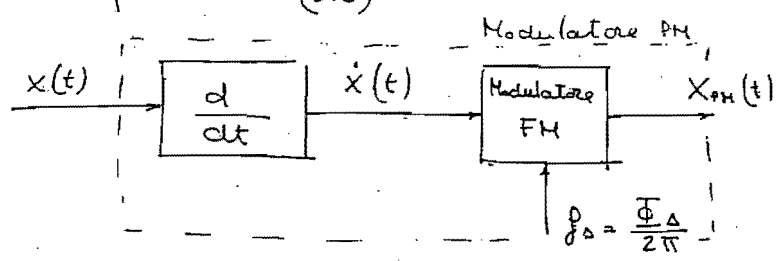 Modulatore PM
x(t)
d
dt
ẋ(t)
Modulatore
FM
X_PM(t)
f_Δ = Φ_Δ
2π